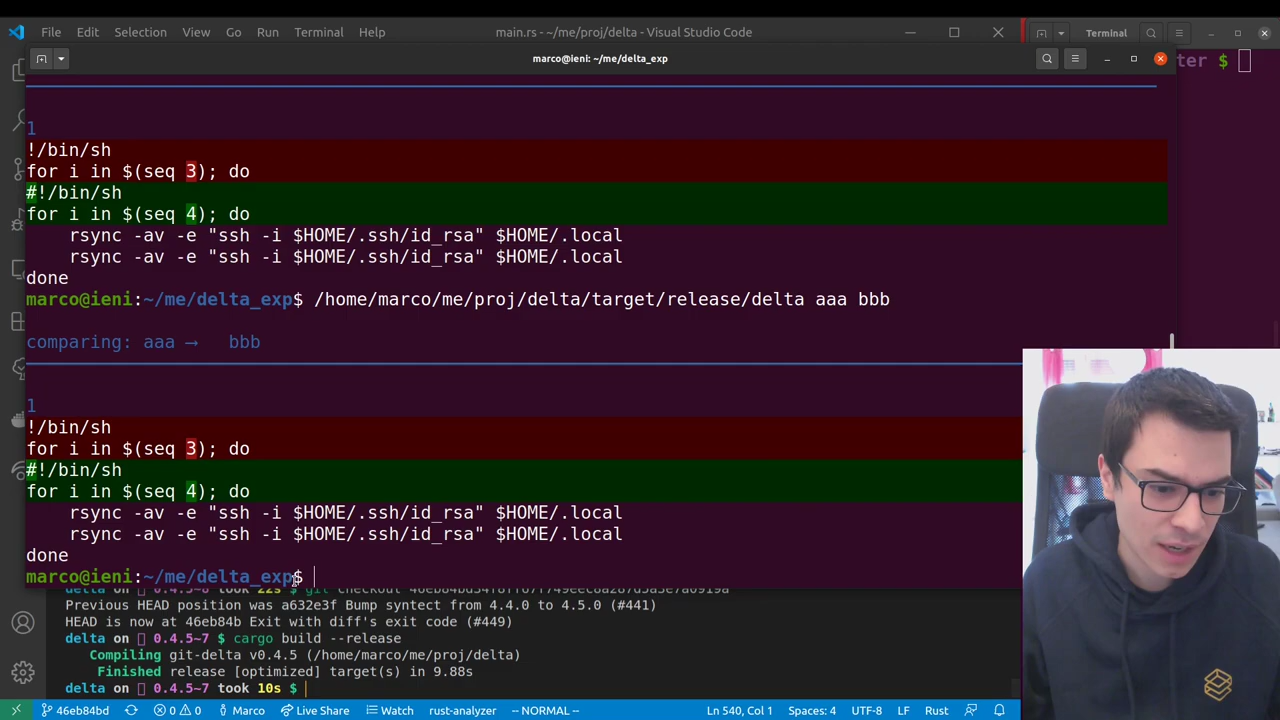 File Edit Selection View Go Run Terminal Help main.rs - ~/me/proj/delta - Visual Studio Code Terminal
marco@ieni: ~/me/delta_exp
ter $
1
!/bin/sh
for i in $(seq 3); do
#!/bin/sh
for i in $(seq 4); do
rsync -av -e "ssh -i $HOME/.ssh/id_rsa" $HOME/.local
rsync -av -e "ssh -i $HOME/.ssh/id_rsa" $HOME/.local
done
marco@ieni:~/me/delta_exp$ /home/marco/me/proj/delta/target/release/delta aaa bbb
comparing: aaa ⟶ bbb
1
!/bin/sh
for i in $(seq 3); do
#!/bin/sh
for i in $(seq 4); do
rsync -av -e "ssh -i $HOME/.ssh/id_rsa" $HOME/.local
rsync -av -e "ssh -i $HOME/.ssh/id_rsa" $HOME/.local
done
marco@ieni:~/me/delta_exp$
Previous HEAD position was a632e3f Bump syntect from 4.4.0 to 4.5.0 (#441)
HEAD is now at 46eb84b Exit with diff's exit code (#449)
delta on 0.4.5~7 $ cargo build --release
Compiling git-delta v0.4.5 (/home/marco/me/proj/delta)
Finished release [optimized] target(s) in 9.88s
delta on 0.4.5~7 took 10s $
46eb84bd 0 0 Marco Live Share Watch rust-analyzer -- NORMAL -- Ln 540, Col 1 Spaces: 4 UTF-8 LF Rust